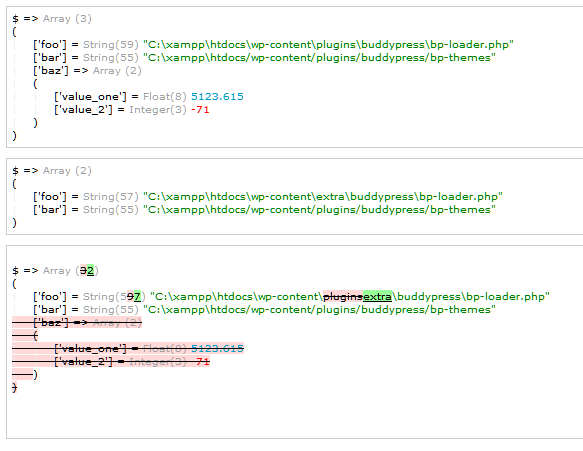 $ => Array (3)
(
['foo'] = String(59) "C:\xampp\htdocs\wp-content\plugins\buddypress\bp-loader.php"
['bar'] = String(55) "C:\xampp\htdocs/wp-content/plugins/buddypress/bp-themes"
['baz'] => Array (2)
(
['value_one'] = Float(8) 5123.615
['value_2'] = Integer(3) -71
)
)
$ => Array (2)
(
['foo'] = String(57) "C:\xampp\htdocs\wp-content\extra\buddypress\bp-loader.php"
['bar'] = String(55) "C:\xampp\htdocs/wp-content/plugins/buddypress/bp-themes"
)
$ => Array (32)
(
['foo'] = String(597) "C:\xampp\htdocs\wp-content\pluginsextra\buddypress\bp-loader.php"
['bar'] = String(55) "C:\xampp\htdocs/wp-content/plugins/buddypress/bp-themes"
['baz'] => Array (2)
(
['value_one'] = Float(8) 5123.615
['value_2'] = Integer(3) -71
)
)